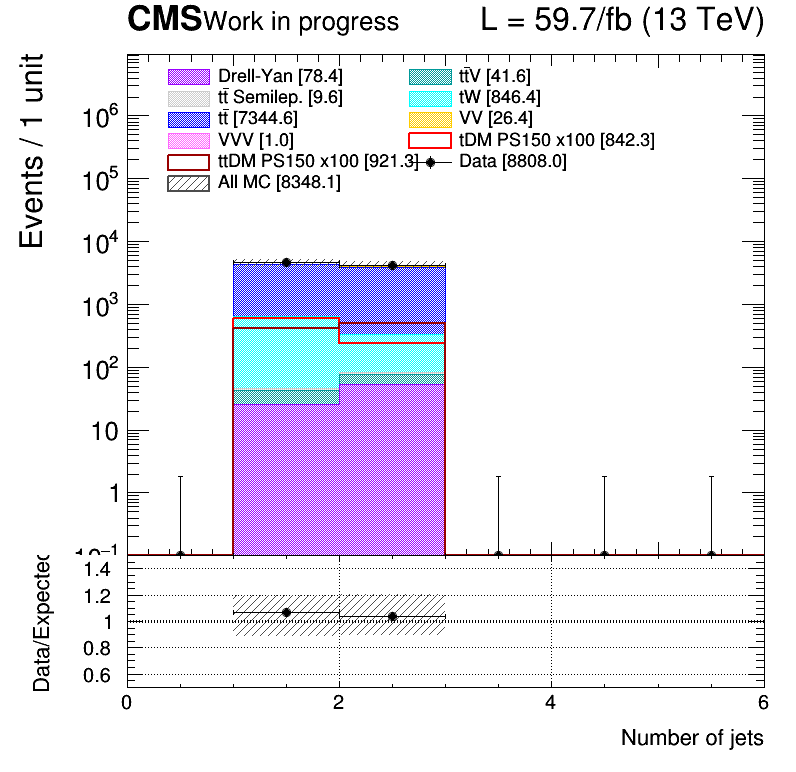 CMS Work in progress L = 59.7/fb (13 TeV)
Events / 1 unit
Drell-Yan [78.4] tt̄V [41.6]
tt̄ Semilep. [9.6] tW [846.4]
tt̄ [7344.6] VV [26.4]
VVV [1.0] tDM PS150 x100 [842.3]
ttDM PS150 x100 [921.3] Data [8808.0]
All MC [8348.1]
10⁶
10⁵
10⁴
10³
10²
10
1
10⁻¹
Data/Expected
1.4
1.2
1
0.8
0.6
0 2 4 6
Number of jets